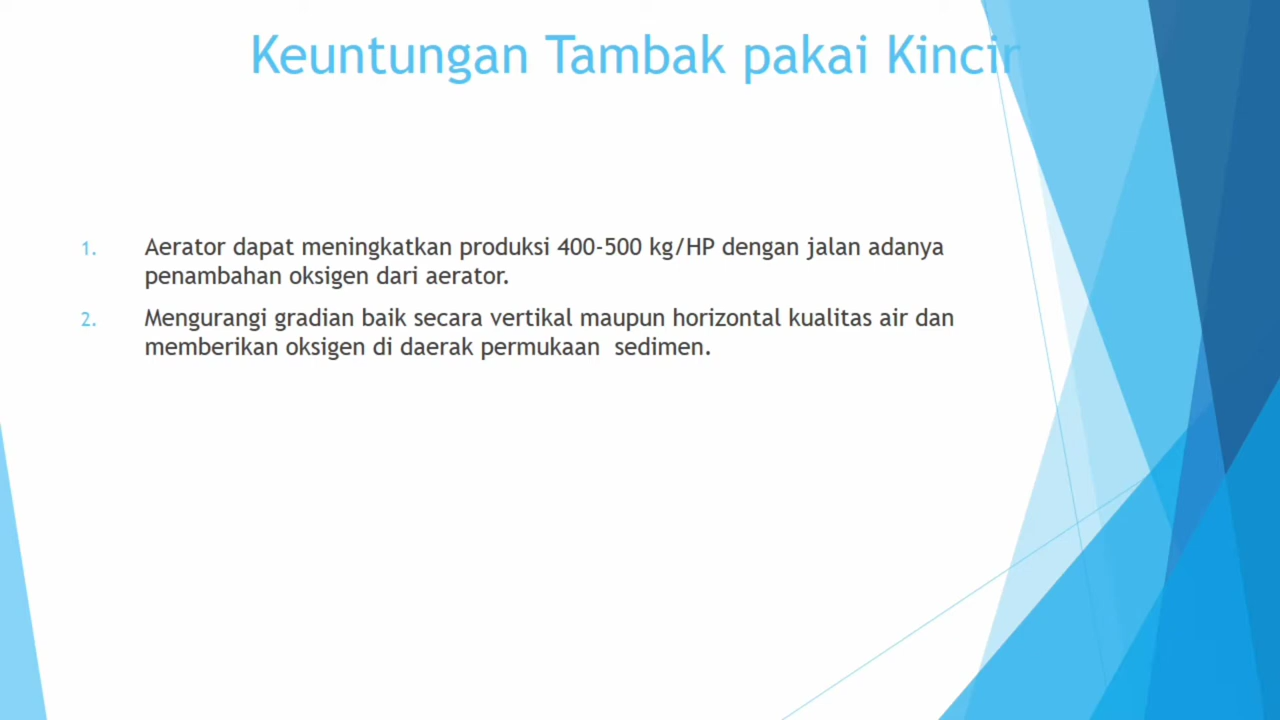 Keuntungan Tambak pakai Kincir
1. Aerator dapat meningkatkan produksi 400-500 kg/HP dengan jalan adanya
penambahan oksigen dari aerator.
2. Mengurangi gradian baik secara vertikal maupun horizontal kualitas air dan
memberikan oksigen di daerak permukaan  sedimen.